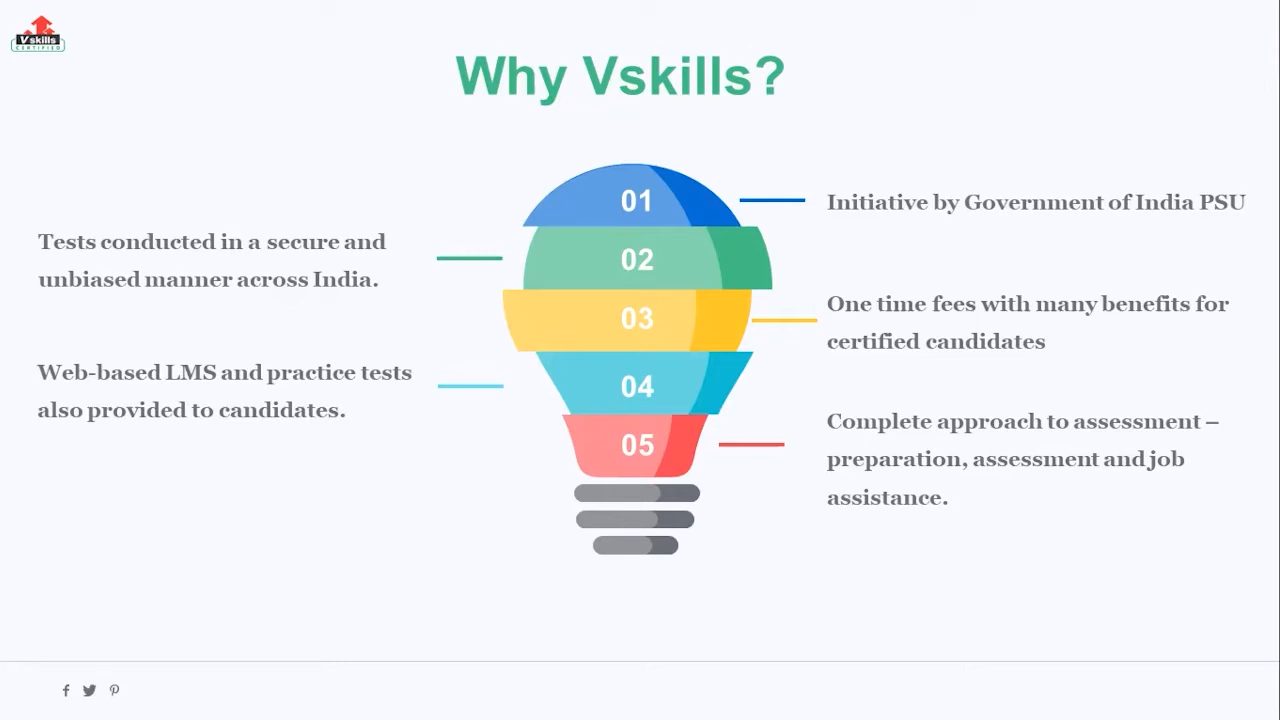 Vskills
CERTIFIED
Why Vskills?
01
Initiative by Government of India PSU
02
Tests conducted in a secure and
unbiased manner across India.
03
One time fees with many benefits for
certified candidates
04
Web-based LMS and practice tests
also provided to candidates.
05
Complete approach to assessment –
preparation, assessment and job
assistance.